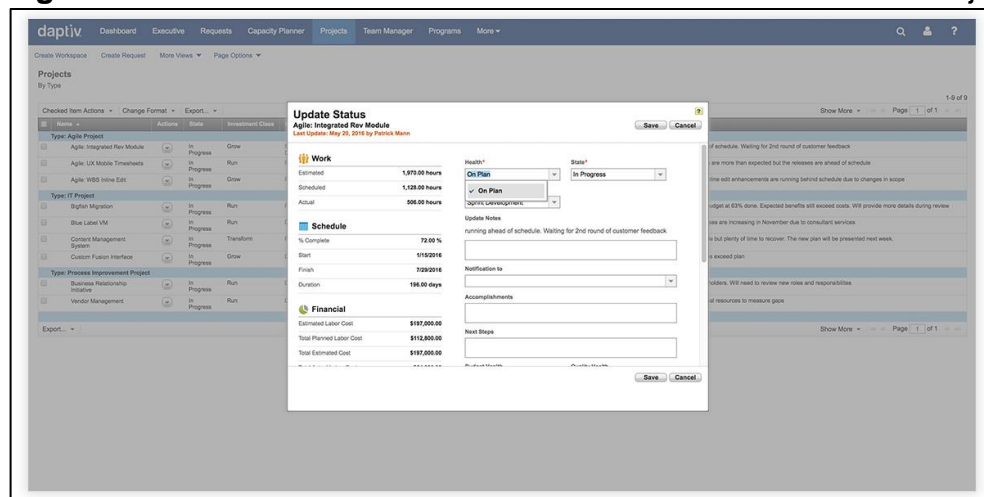 daptiv Dashboard Executive Requests Capacity Planner Projects Team Manager Programs More
Create Workspace Create Request More Views Page Options
Projects
By Type
1-9 of 9
Checked Item Actions Change Format Export... Show More Page 1 of 1
Name Actions State Investment Class
Type: Agile Project
Agile: Integrated Rev Module In Progress Grow of schedule. Waiting for 2nd round of customer feedback
Agile: UX Mobile Timesheets In Progress Run are more than expected but the releases are ahead of schedule
Agile: WBS Inline Edit In Progress Grow line edit enhancements are running behind schedule due to changes in scope
Type: IT Project
Bigfish Migration In Progress Run udget at 63% done. Expected benefits still exceed costs. Will provide more details during review
Blue Label VM In Progress Run es are increasing in November due to consultant services.
Content Management System In Progress Transform s but plenty of time to recover. The new plan will be presented next week.
Custom Fusion Interface In Progress Grow s exceed plan
Type: Process Improvement Project
Business Relationship Initiative In Progress Run holders. Will need to review new roles and responsibilities
Vendor Management In Progress Run al resources to measure gaps
Export... Show More Page 1 of 1
Update Status
Agile: Integrated Rev Module
Last Update: May 20, 2016 by Patrick Mann
Save Cancel
Work
Estimated 1,970.00 hours
Scheduled 1,128.00 hours
Actual 506.00 hours
Schedule
% Complete 72.00 %
Start 1/15/2016
Finish 7/29/2016
Duration 196.00 days
Financial
Estimated Labor Cost $197,000.00
Total Planned Labor Cost $112,800.00
Total Estimated Cost $197,000.00
Health* State*
On Plan In Progress
On Plan
Sprint Development
Update Notes
running ahead of schedule. Waiting for 2nd round of customer feedback
Notification to
Accomplishments
Next Steps
Budget Health Quality Health
Save Cancel